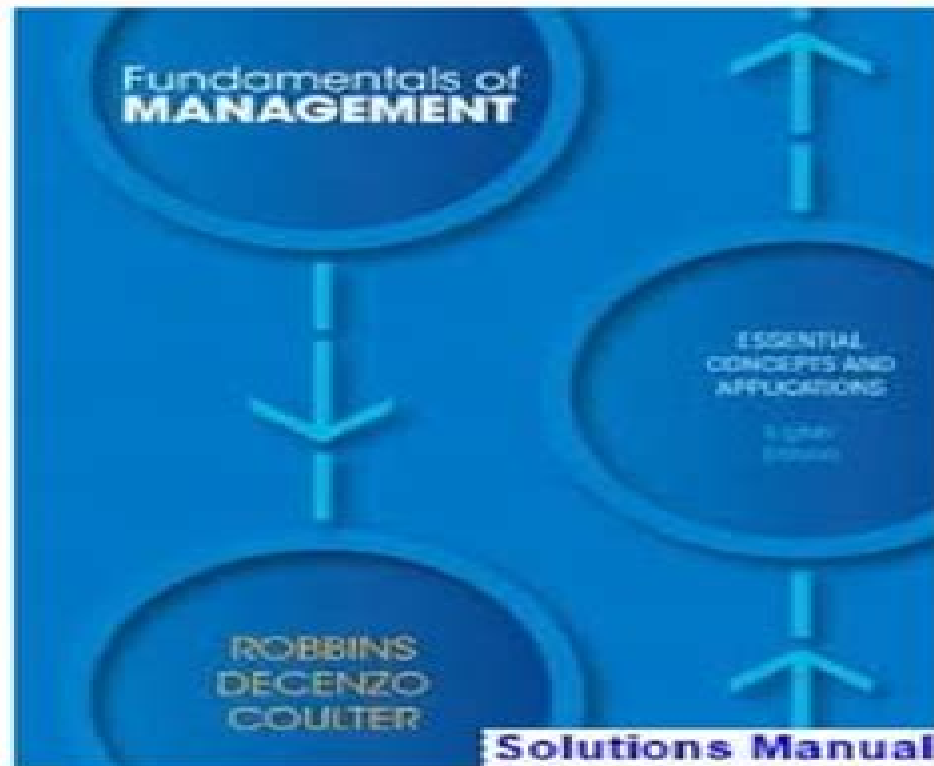 Fundamentals of
MANAGEMENT
ESSENTIAL
CONCEPTS AND
APPLICATIONS
ROBBINS
DECENZO
COULTER
Solutions Manual